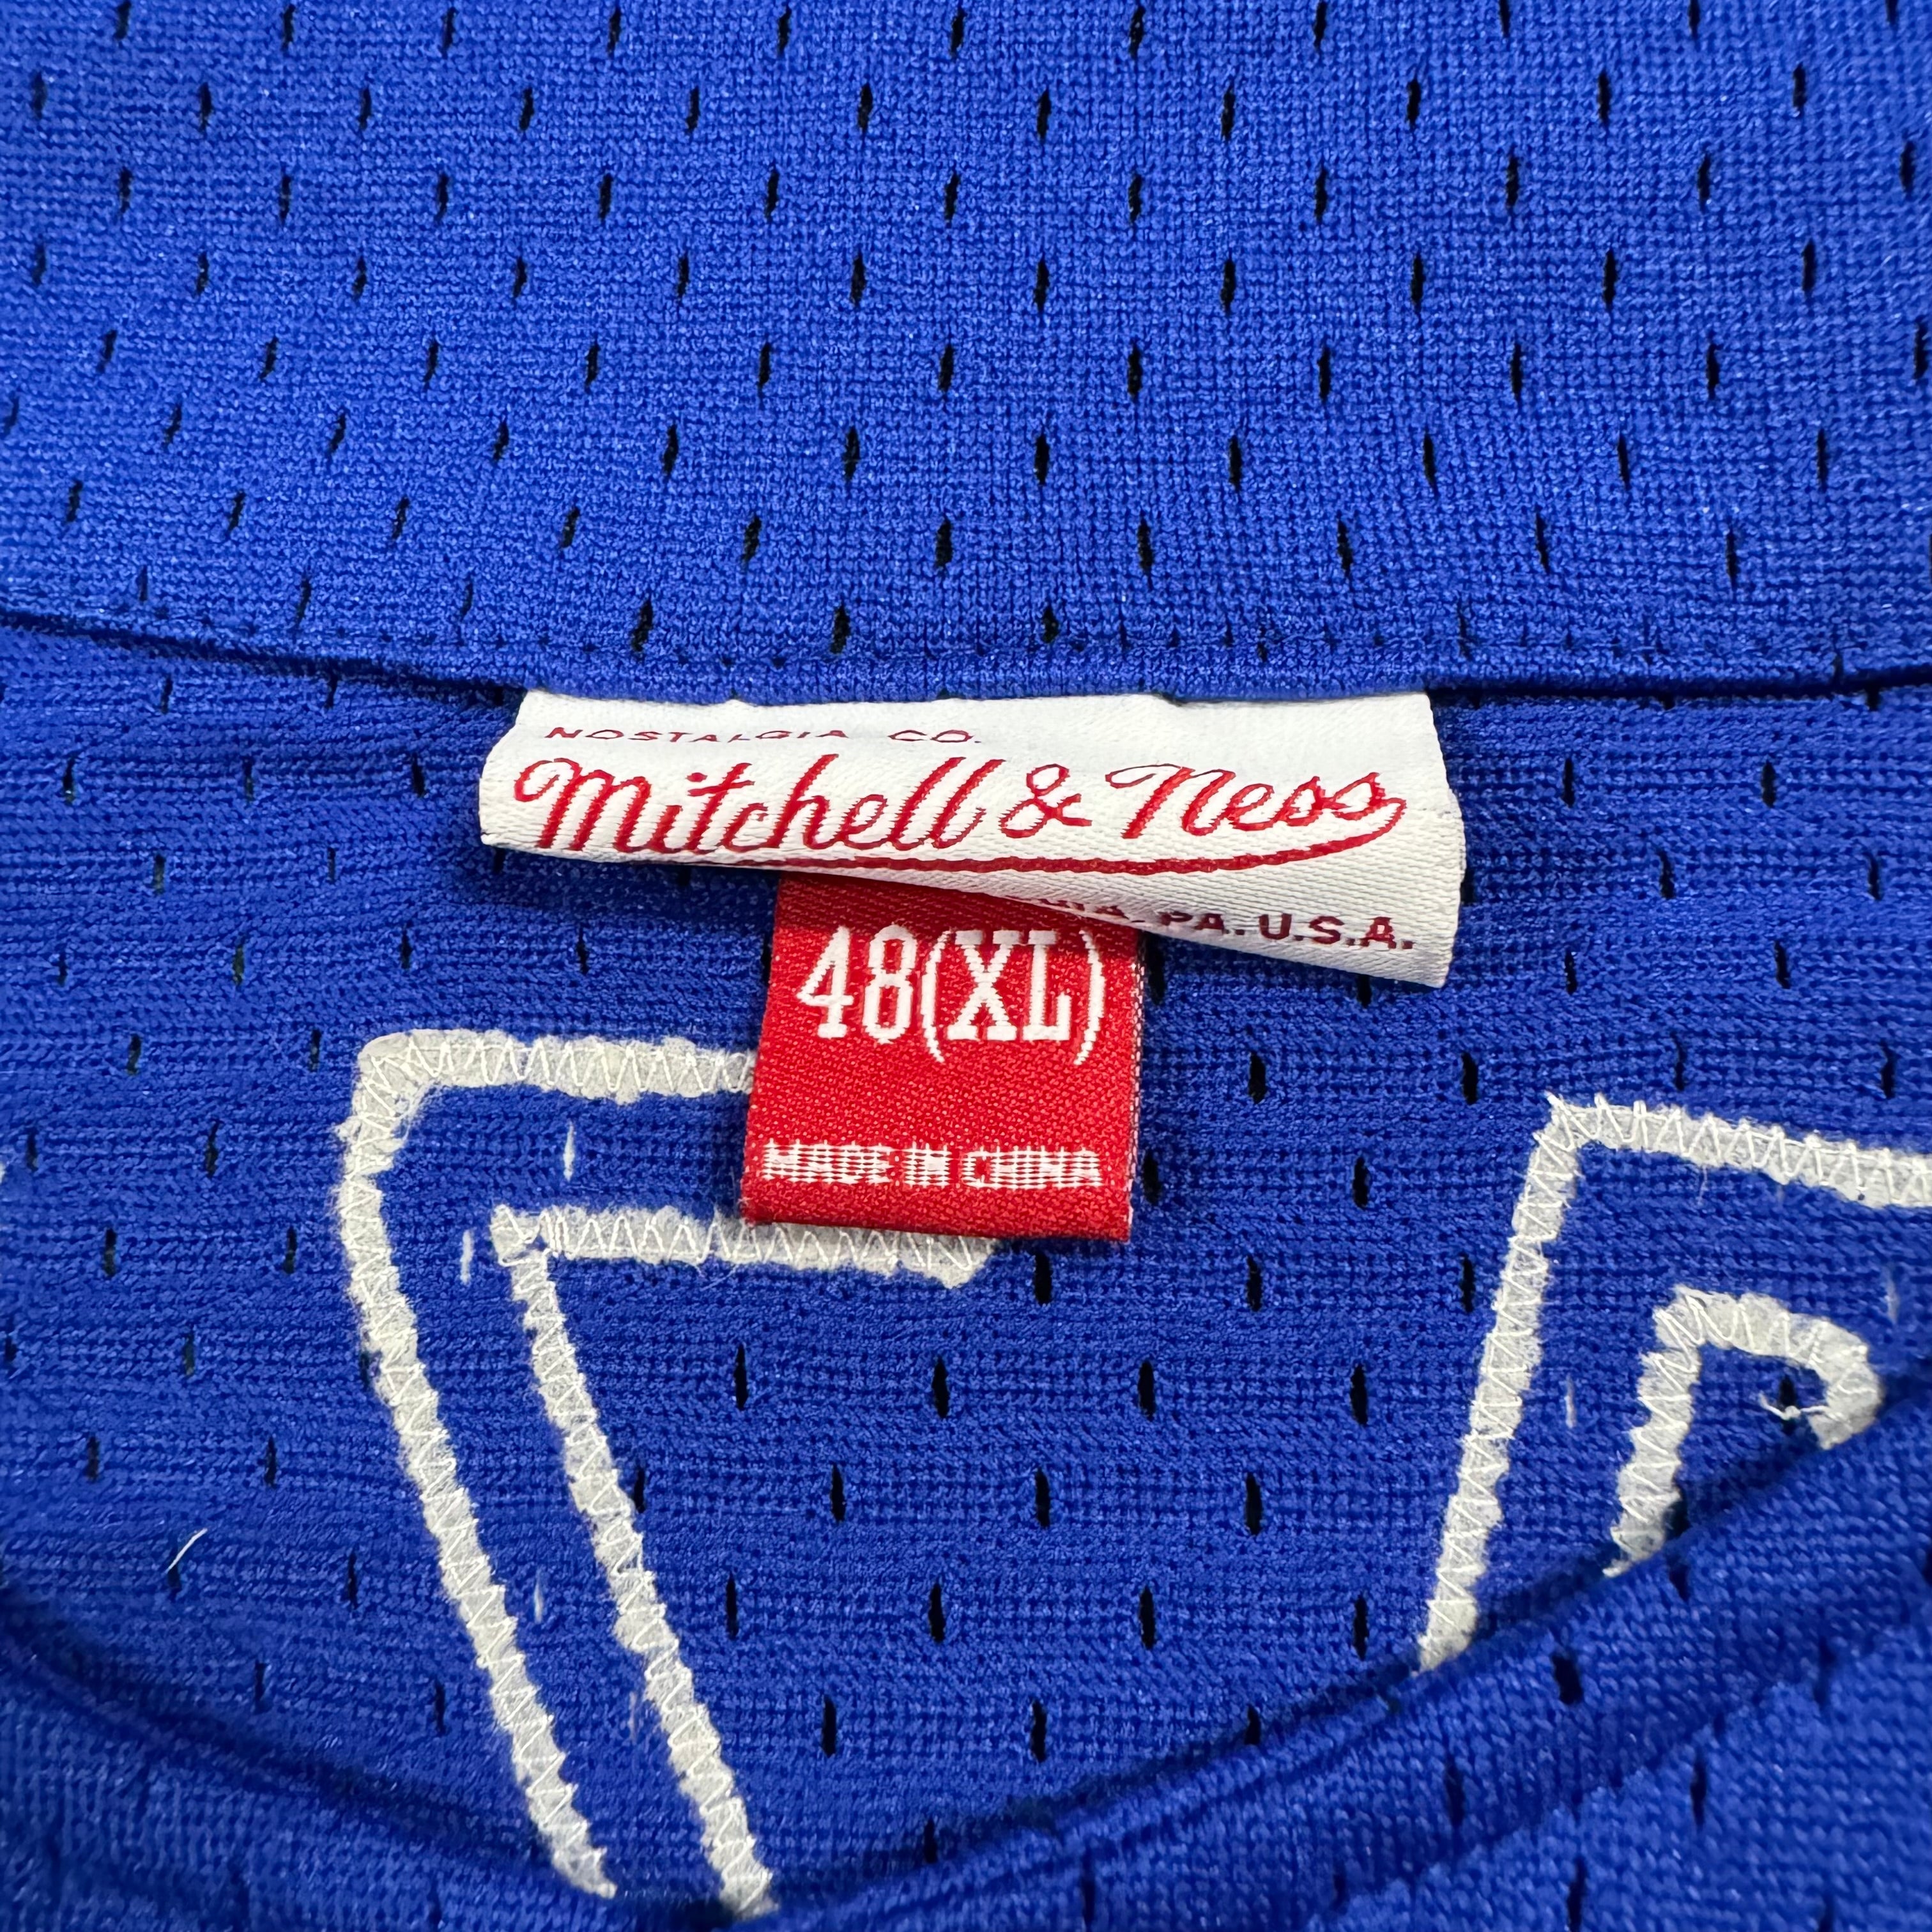 NOSTALGIA CO.
Mitchell & Ness
PA. U.S.A.
48(XL)
MADE IN CHINA